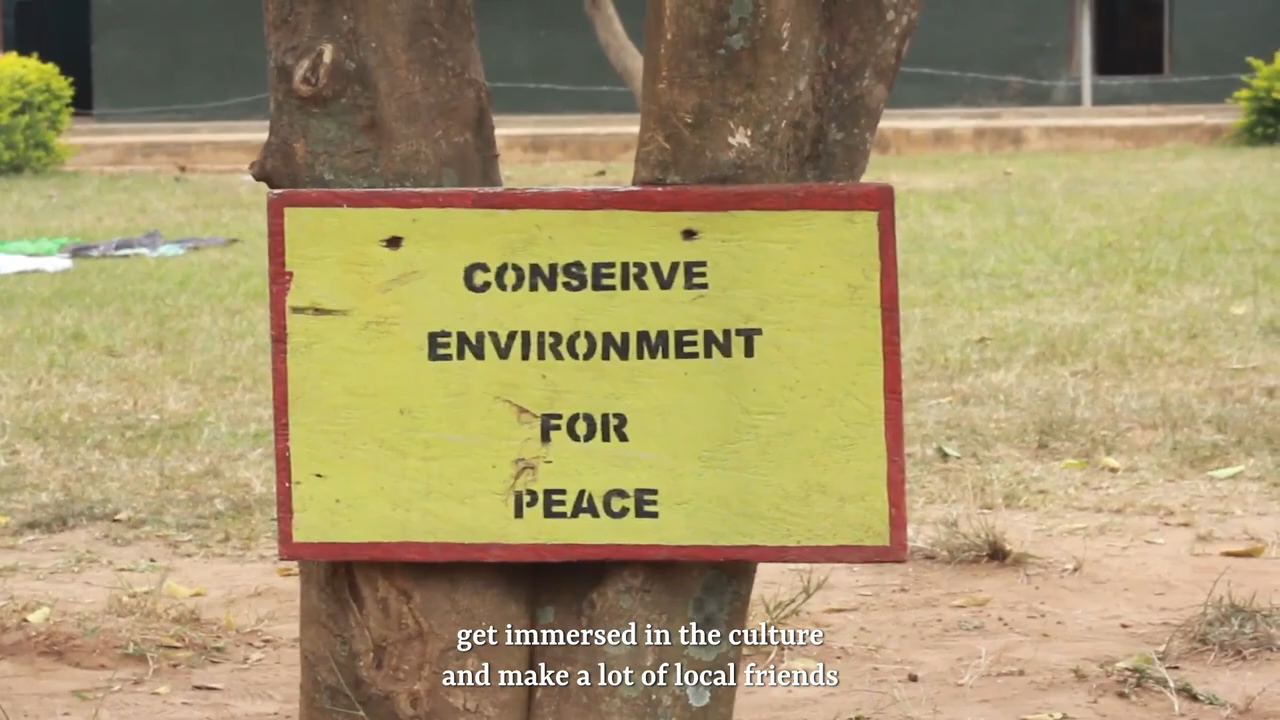 CONSERVE
ENVIRONMENT
FOR
PEACE
get immersed in the culture
and make a lot of local friends